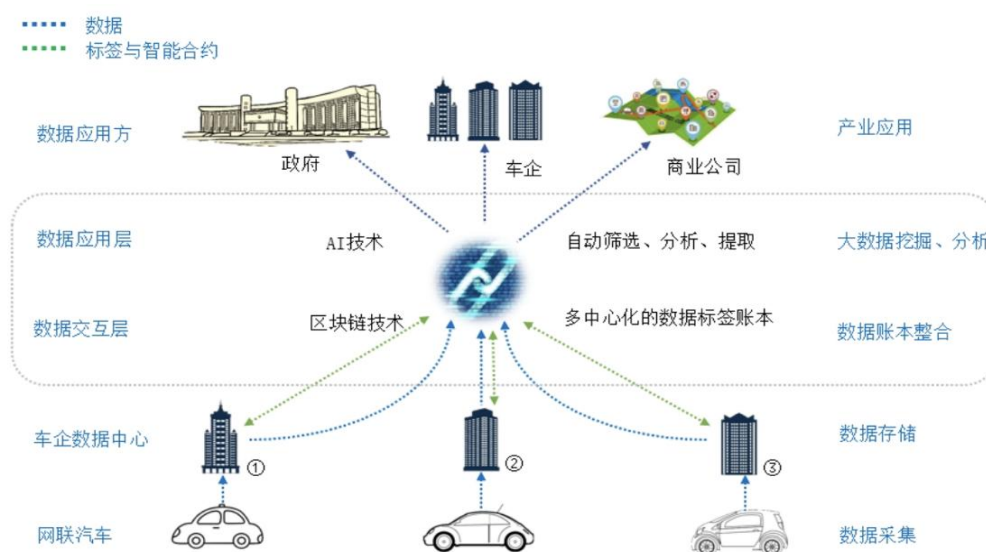 数据
标签与智能合约
数据应用方
政府
车企
商业公司
产业应用
数据应用层
AI技术
自动筛选、分析、提取
大数据挖掘、分析
数据交互层
区块链技术
多中心化的数据标签账本
数据账本整合
车企数据中心
①
②
③
数据存储
网联汽车
数据采集